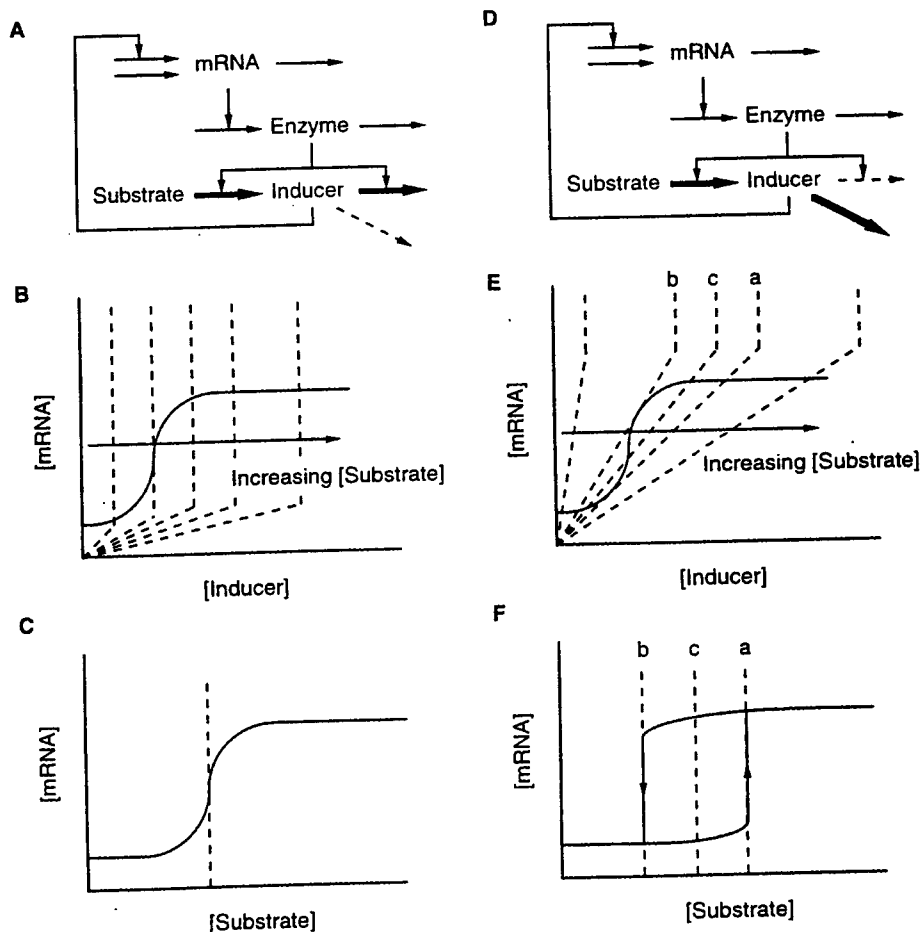 A
mRNA
Enzyme
Substrate
Inducer
B
[mRNA]
Increasing [Substrate]
[Inducer]
C
[mRNA]
[Substrate]
D
mRNA
Enzyme
Substrate
Inducer
E
b c a
[mRNA]
Increasing [Substrate]
[Inducer]
F
b c a
[mRNA]
[Substrate]